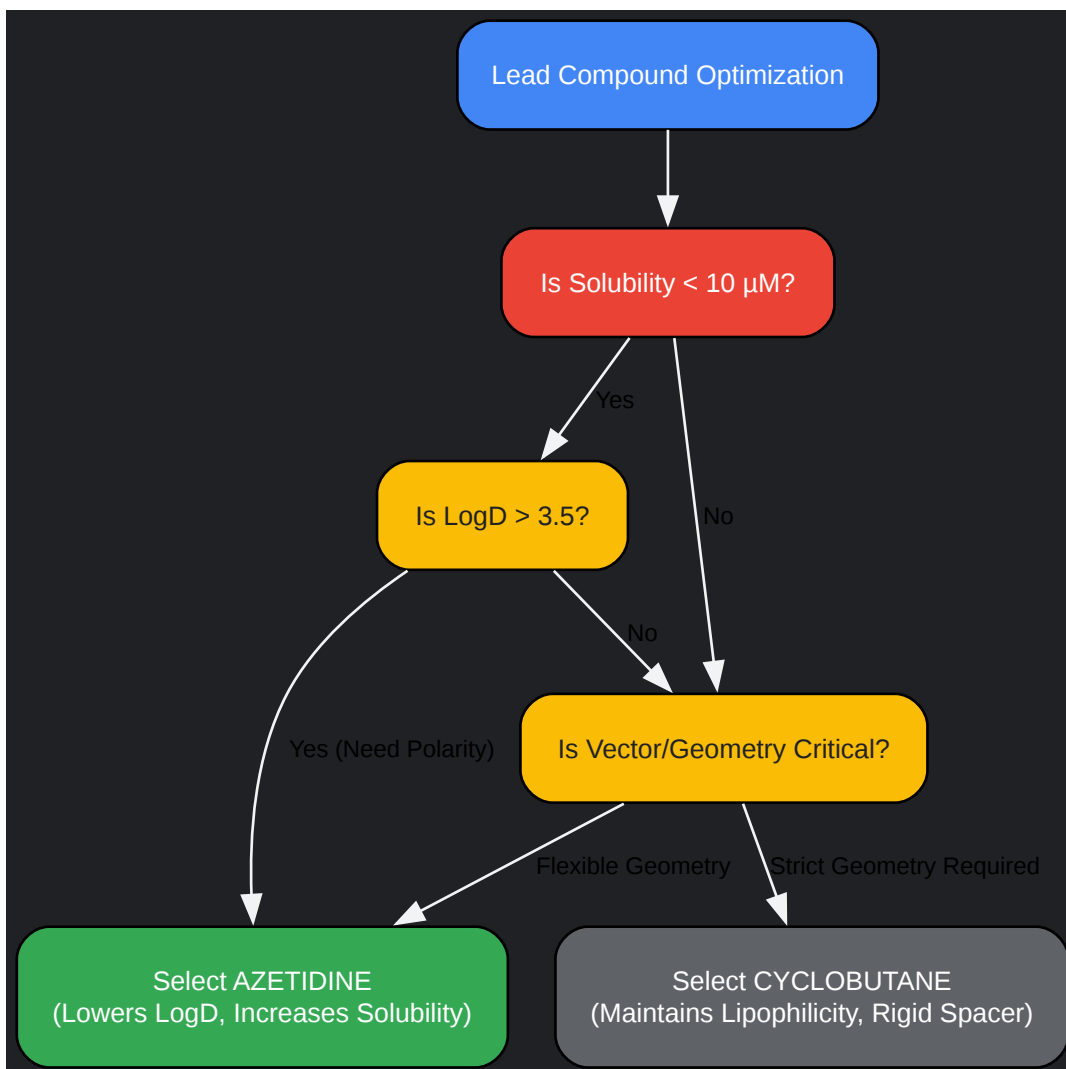 Lead Compound Optimization
Is Solubility < 10 µM?
Yes
Is LogD > 3.5?
No
No
Yes (Need Polarity)
Is Vector/Geometry Critical?
Flexible Geometry
Strict Geometry Required
Select AZETIDINE
(Lowers LogD, Increases Solubility)
Select CYCLOBUTANE
(Maintains Lipophilicity, Rigid Spacer)